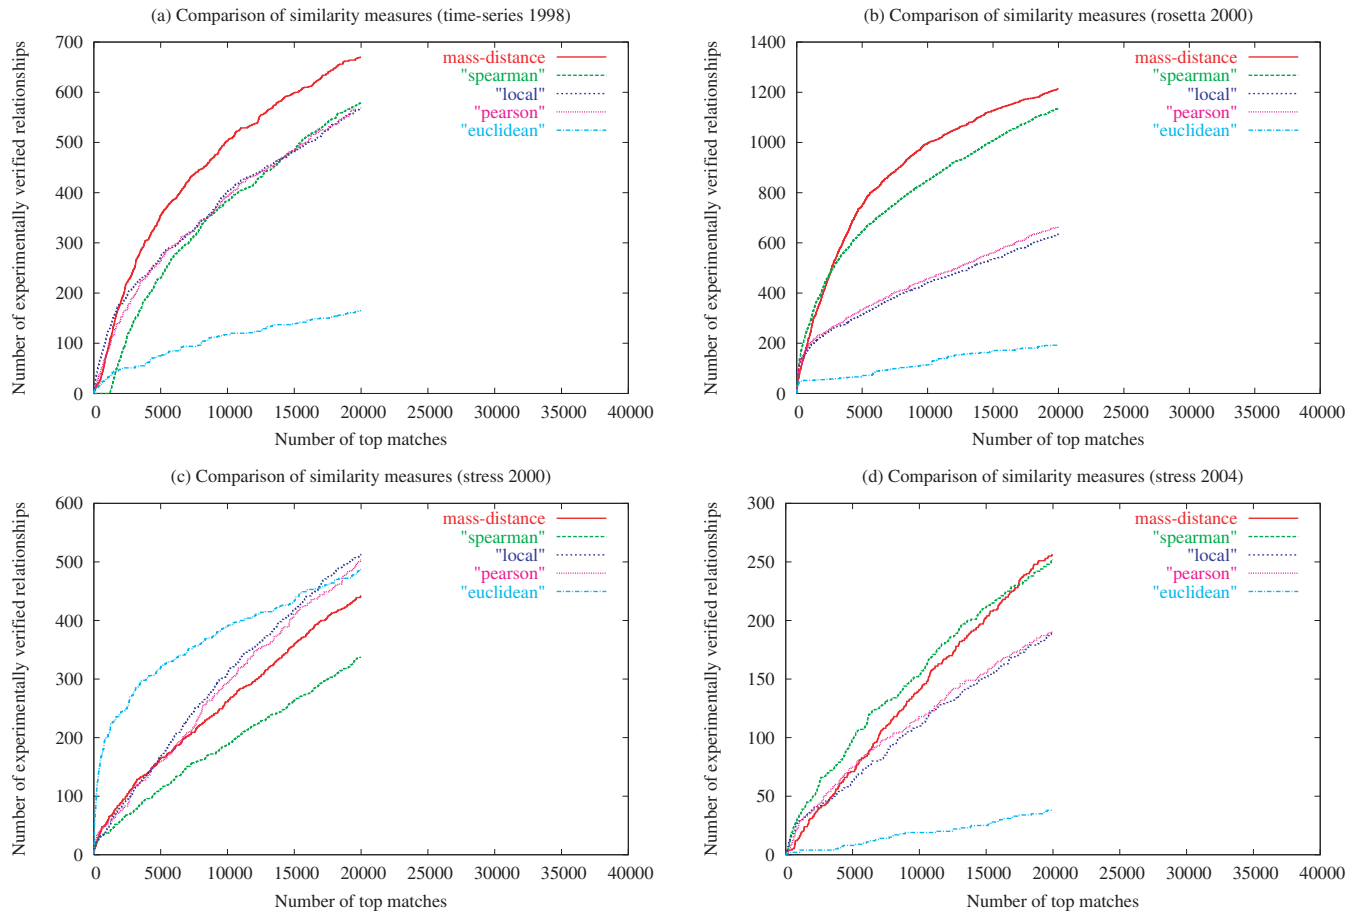 (a) Comparison of similarity measures (time-series 1998)
Number of experimentally verified relationships
700
600
500
400
300
200
100
0
mass-distance
"spearman"
"local"
"pearson"
"euclidean"
0 5000 10000 15000 20000 25000 30000 35000 40000
Number of top matches
(b) Comparison of similarity measures (rosetta 2000)
Number of experimentally verified relationships
1400
1200
1000
800
600
400
200
0
mass-distance
"spearman"
"local"
"pearson"
"euclidean"
0 5000 10000 15000 20000 25000 30000 35000 40000
Number of top matches
(c) Comparison of similarity measures (stress 2000)
Number of experimentally verified relationships
600
500
400
300
200
100
0
mass-distance
"spearman"
"local"
"pearson"
"euclidean"
0 5000 10000 15000 20000 25000 30000 35000 40000
Number of top matches
(d) Comparison of similarity measures (stress 2004)
Number of experimentally verified relationships
300
250
200
150
100
50
0
mass-distance
"spearman"
"local"
"pearson"
"euclidean"
0 5000 10000 15000 20000 25000 30000 35000 40000
Number of top matches